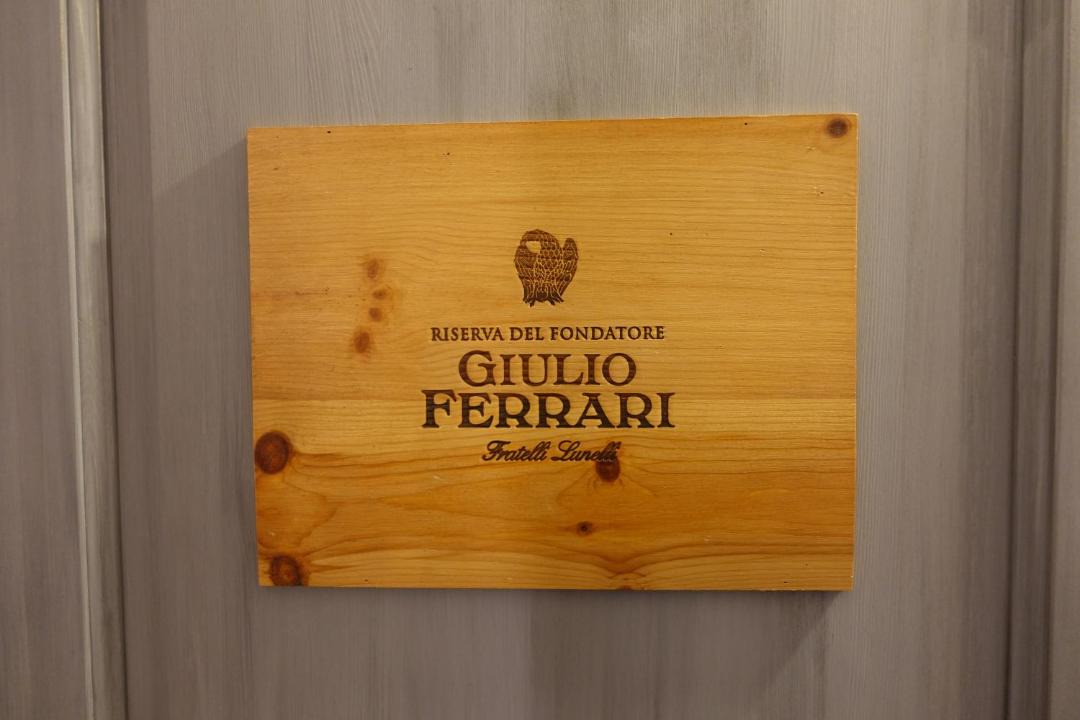 RISERVA DEL FONDATORE
GIULIO
FERRARI
Fratelli Lunelli